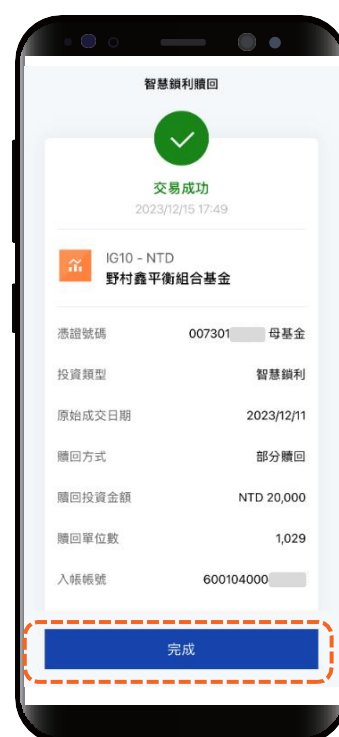 智慧鎖利贖回
交易成功
2023/12/15 17:49
IG10 - NTD
野村鑫平衡組合基金
憑證號碼 007301 母基金
投資類型 智慧鎖利
原始成交日期 2023/12/11
贖回方式 部分贖回
贖回投資金額 NTD 20,000
贖回單位數 1,029
入帳帳號 600104000
完成